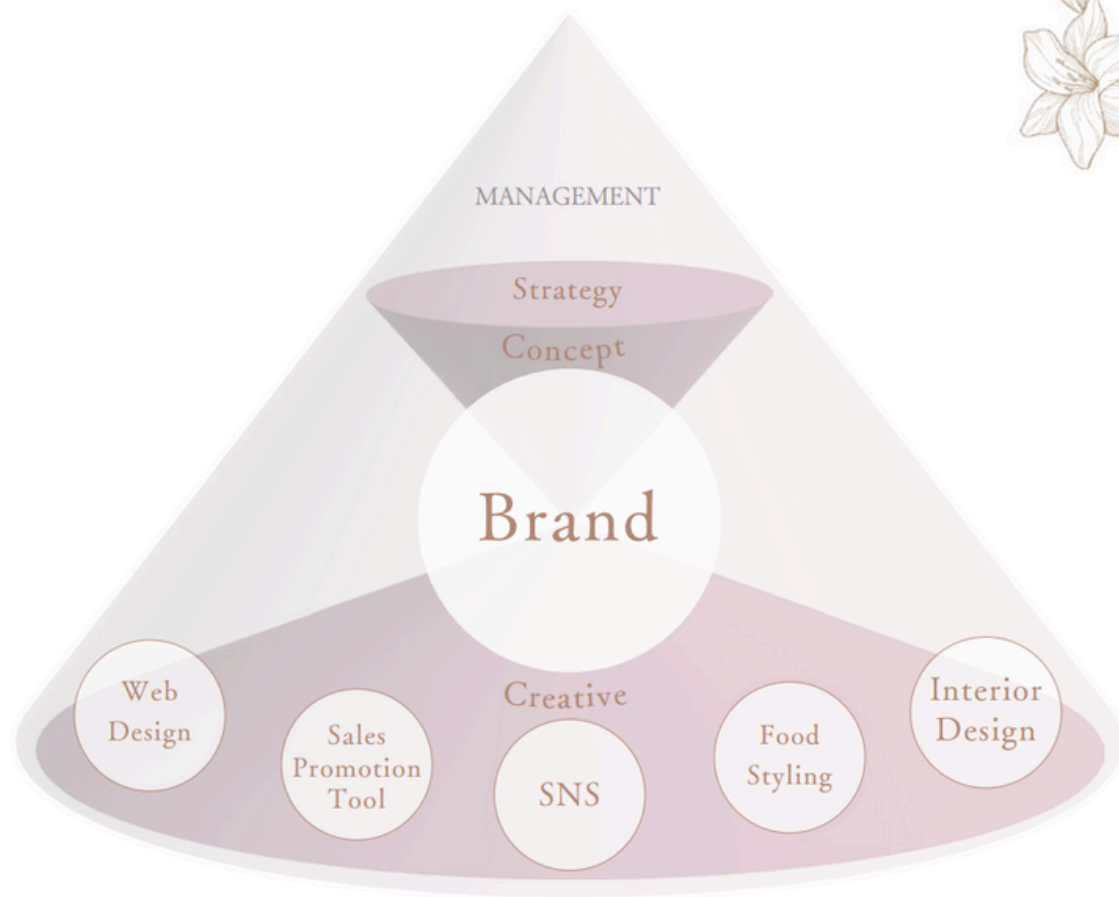 MANAGEMENT
Strategy
Concept
Brand
Creative
Web
Design
Sales
Promotion
Tool
SNS
Food
Styling
Interior
Design